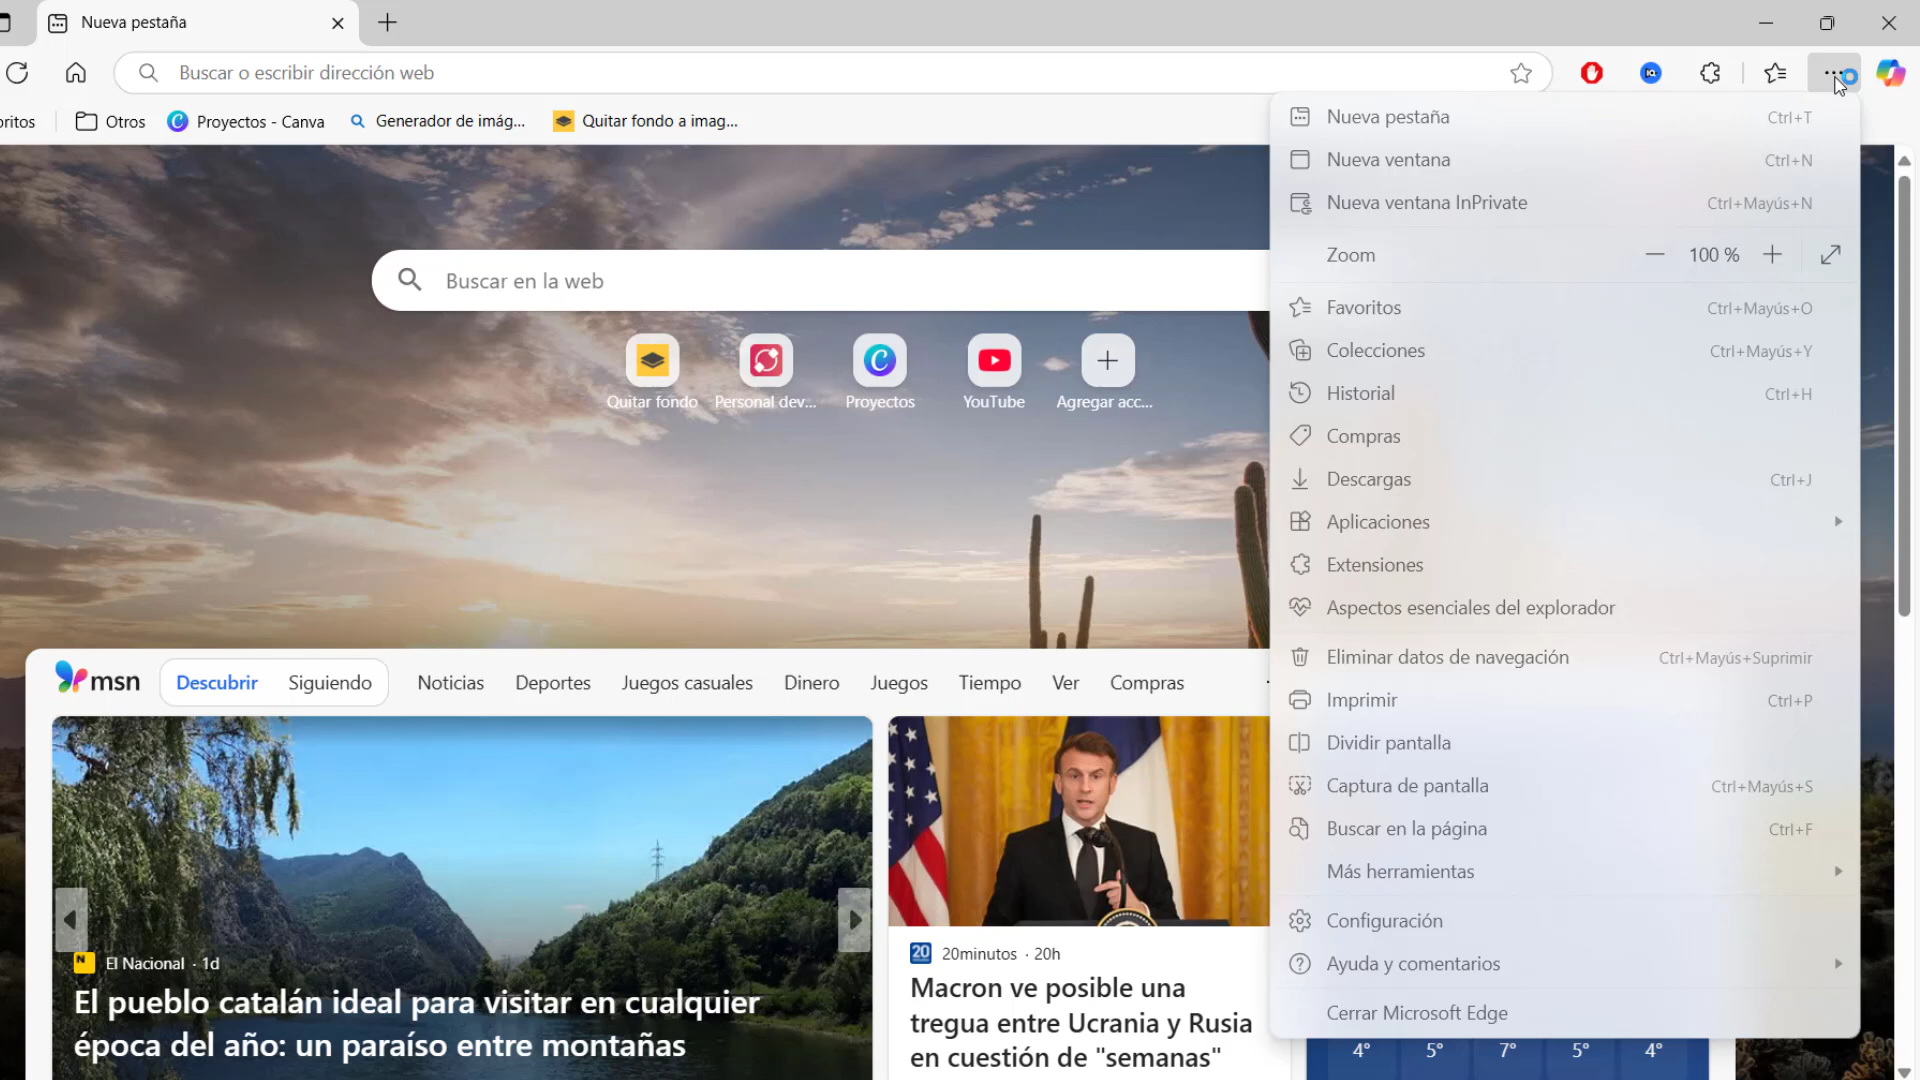 Nueva pestaña
Buscar o escribir dirección web
oritos
Otros
Proyectos - Canva
Generador de imág...
Quitar fondo a imag...
Buscar en la web
Quitar fondo
Personal dev...
Proyectos
YouTube
Agregar acc...
msn
Descubrir
Siguiendo
Noticias
Deportes
Juegos casuales
Dinero
Juegos
Tiempo
Ver
Compras
N El Nacional · 1d
El pueblo catalán ideal para visitar en cualquier
época del año: un paraíso entre montañas
20 20minutos · 20h
Macron ve posible una
tregua entre Ucrania y Rusia
en cuestión de "semanas"
4° 5° 7° 5° 4°
Nueva pestaña Ctrl+T
Nueva ventana Ctrl+N
Nueva ventana InPrivate Ctrl+Mayús+N
Zoom — 100 % +
Favoritos Ctrl+Mayús+O
Colecciones Ctrl+Mayús+Y
Historial Ctrl+H
Compras
Descargas Ctrl+J
Aplicaciones
Extensiones
Aspectos esenciales del explorador
Eliminar datos de navegación Ctrl+Mayús+Suprimir
Imprimir Ctrl+P
Dividir pantalla
Captura de pantalla Ctrl+Mayús+S
Buscar en la página Ctrl+F
Más herramientas
Configuración
Ayuda y comentarios
Cerrar Microsoft Edge